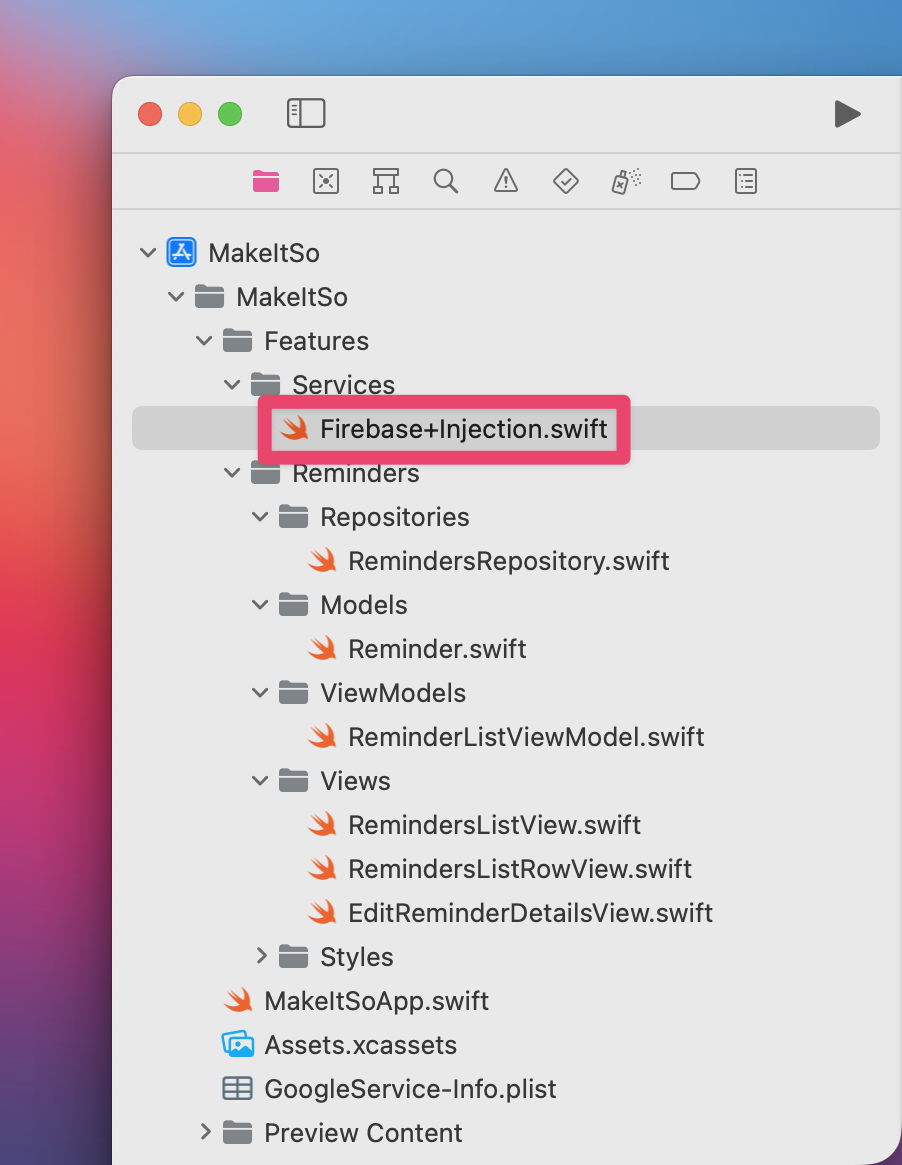 MakeItSo
MakeItSo
Features
Services
Firebase+Injection.swift
Reminders
Repositories
RemindersRepository.swift
Models
Reminder.swift
ViewModels
ReminderListViewModel.swift
Views
RemindersListView.swift
RemindersListRowView.swift
EditReminderDetailsView.swift
Styles
MakeItSoApp.swift
Assets.xcassets
GoogleService-Info.plist
Preview Content